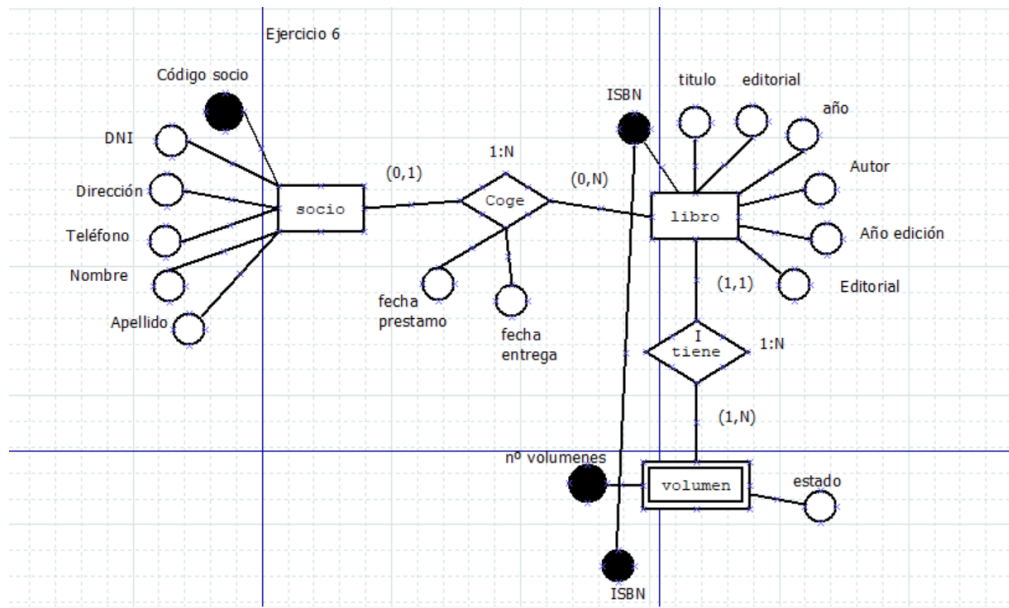 Ejercicio 6
Código socio
DNI
Dirección
Teléfono
Nombre
Apellido
socio
(0,1)
1:N
Coge
(0,N)
fecha
prestamo
fecha
entrega
ISBN
titulo
editorial
año
Autor
Año edición
Editorial
libro
(1,1)
I
tiene
1:N
(1,N)
nº volumenes
volumen
estado
ISBN